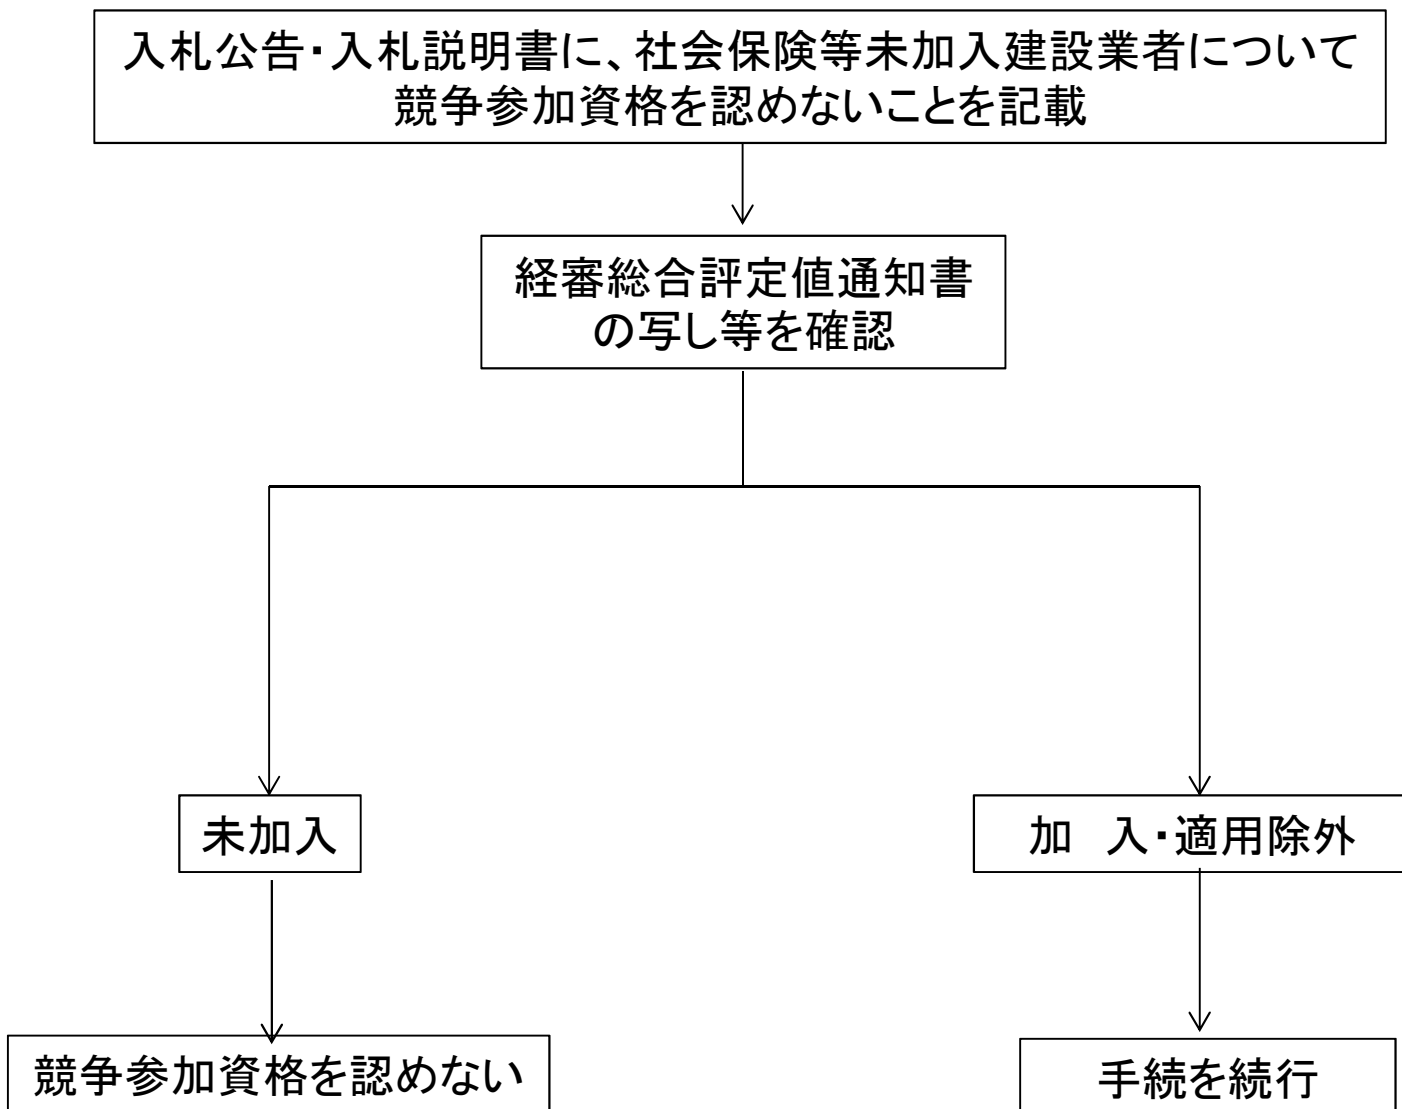 入札公告・入札説明書に、社会保険等未加入建設業者について
競争参加資格を認めないことを記載
経審総合評定値通知書
の写し等を確認
未加入
加　入・適用除外
競争参加資格を認めない
手続を続行